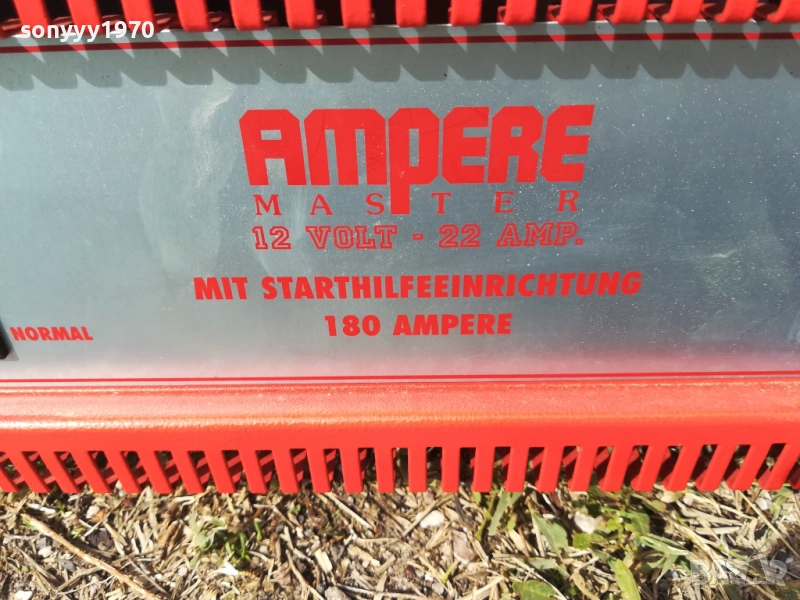 sonyyy1970
AMPERE
MASTER
12 VOLT - 22 AMP.
MIT STARTHILFEEINRICHTUNG
NORMAL
180 AMPERE